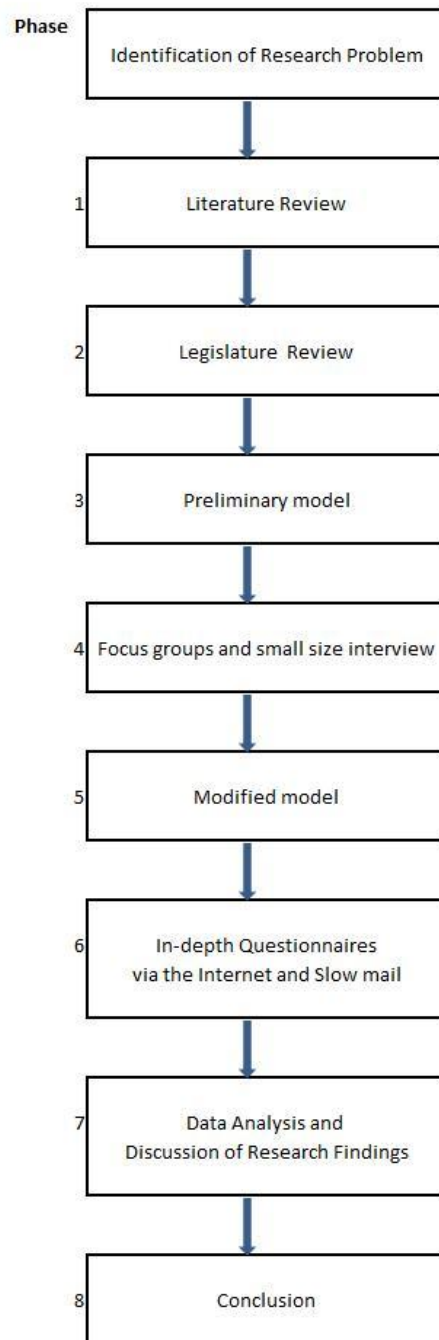 Phase
Identification of Research Problem
1 Literature Review
2 Legislature Review
3 Preliminary model
4 Focus groups and small size interview
5 Modified model
6 In-depth Questionnaires
via the Internet and Slow mail
7 Data Analysis and
Discussion of Research Findings
8 Conclusion